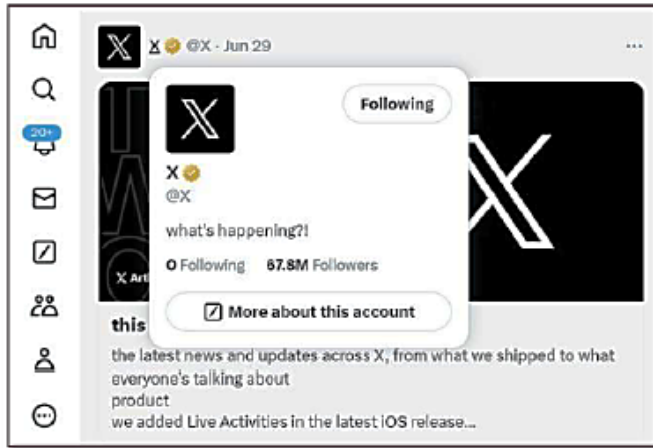 X @X · Jun 29
20+
Following
X
@X
what's happening?!
0 Following 67.8M Followers
More about this account
this
the latest news and updates across X, from what we shipped to what
everyone's talking about
product
we added Live Activities in the latest iOS release...